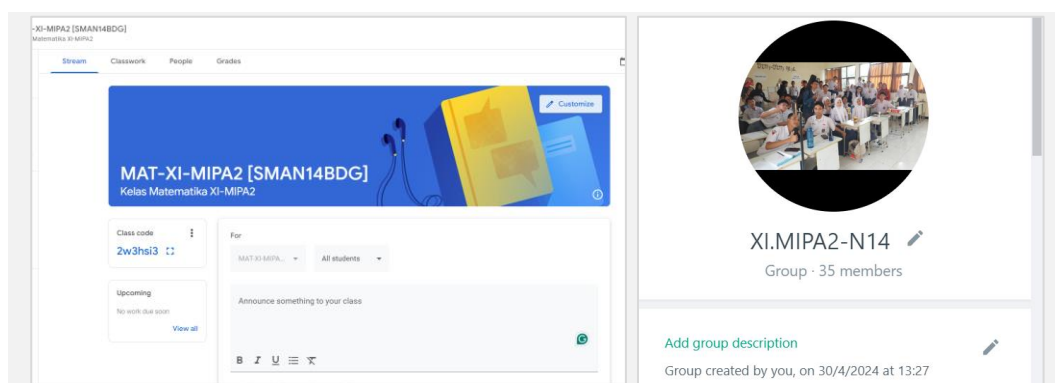 -XI-MIPA2 [SMAN14BDG]
Matematika XI-MIPA2
Stream Classwork People Grades
Customize
MAT-XI-MIPA2 [SMAN14BDG]
Kelas Matematika XI-MIPA2
Class code
2w3hsi3
Upcoming
No work due soon
View all
For
MAT-XI-MIPA... All students
Announce something to your class
B I U
XI.MIPA2-N14
Group · 35 members
Add group description
Group created by you, on 30/4/2024 at 13:27